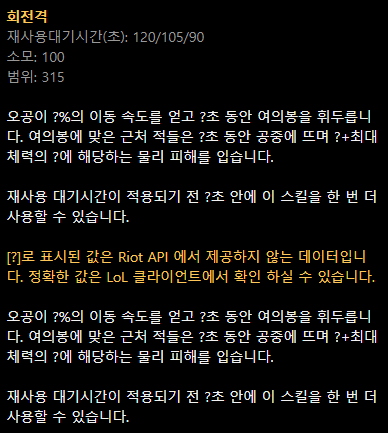 회전격
재사용대기시간(초): 120/105/90
소모: 100
범위: 315
오공이 ?%의 이동 속도를 얻고 ?초 동안 여의봉을 휘두릅니
다. 여의봉에 맞은 근처 적들은 ?초 동안 공중에 뜨며 ?+최대
체력의 ?에 해당하는 물리 피해를 입습니다.
재사용 대기시간이 적용되기 전 ?초 안에 이 스킬을 한 번 더
사용할 수 있습니다.
[?]로 표시된 값은 Riot API 에서 제공하지 않는 데이터입니
다. 정확한 값은 LoL 클라이언트에서 확인 하실 수 있습니다.
오공이 ?%의 이동 속도를 얻고 ?초 동안 여의봉을 휘두릅니
다. 여의봉에 맞은 근처 적들은 ?초 동안 공중에 뜨며 ?+최대
체력의 ?에 해당하는 물리 피해를 입습니다.
재사용 대기시간이 적용되기 전 ?초 안에 이 스킬을 한 번 더
사용할 수 있습니다.